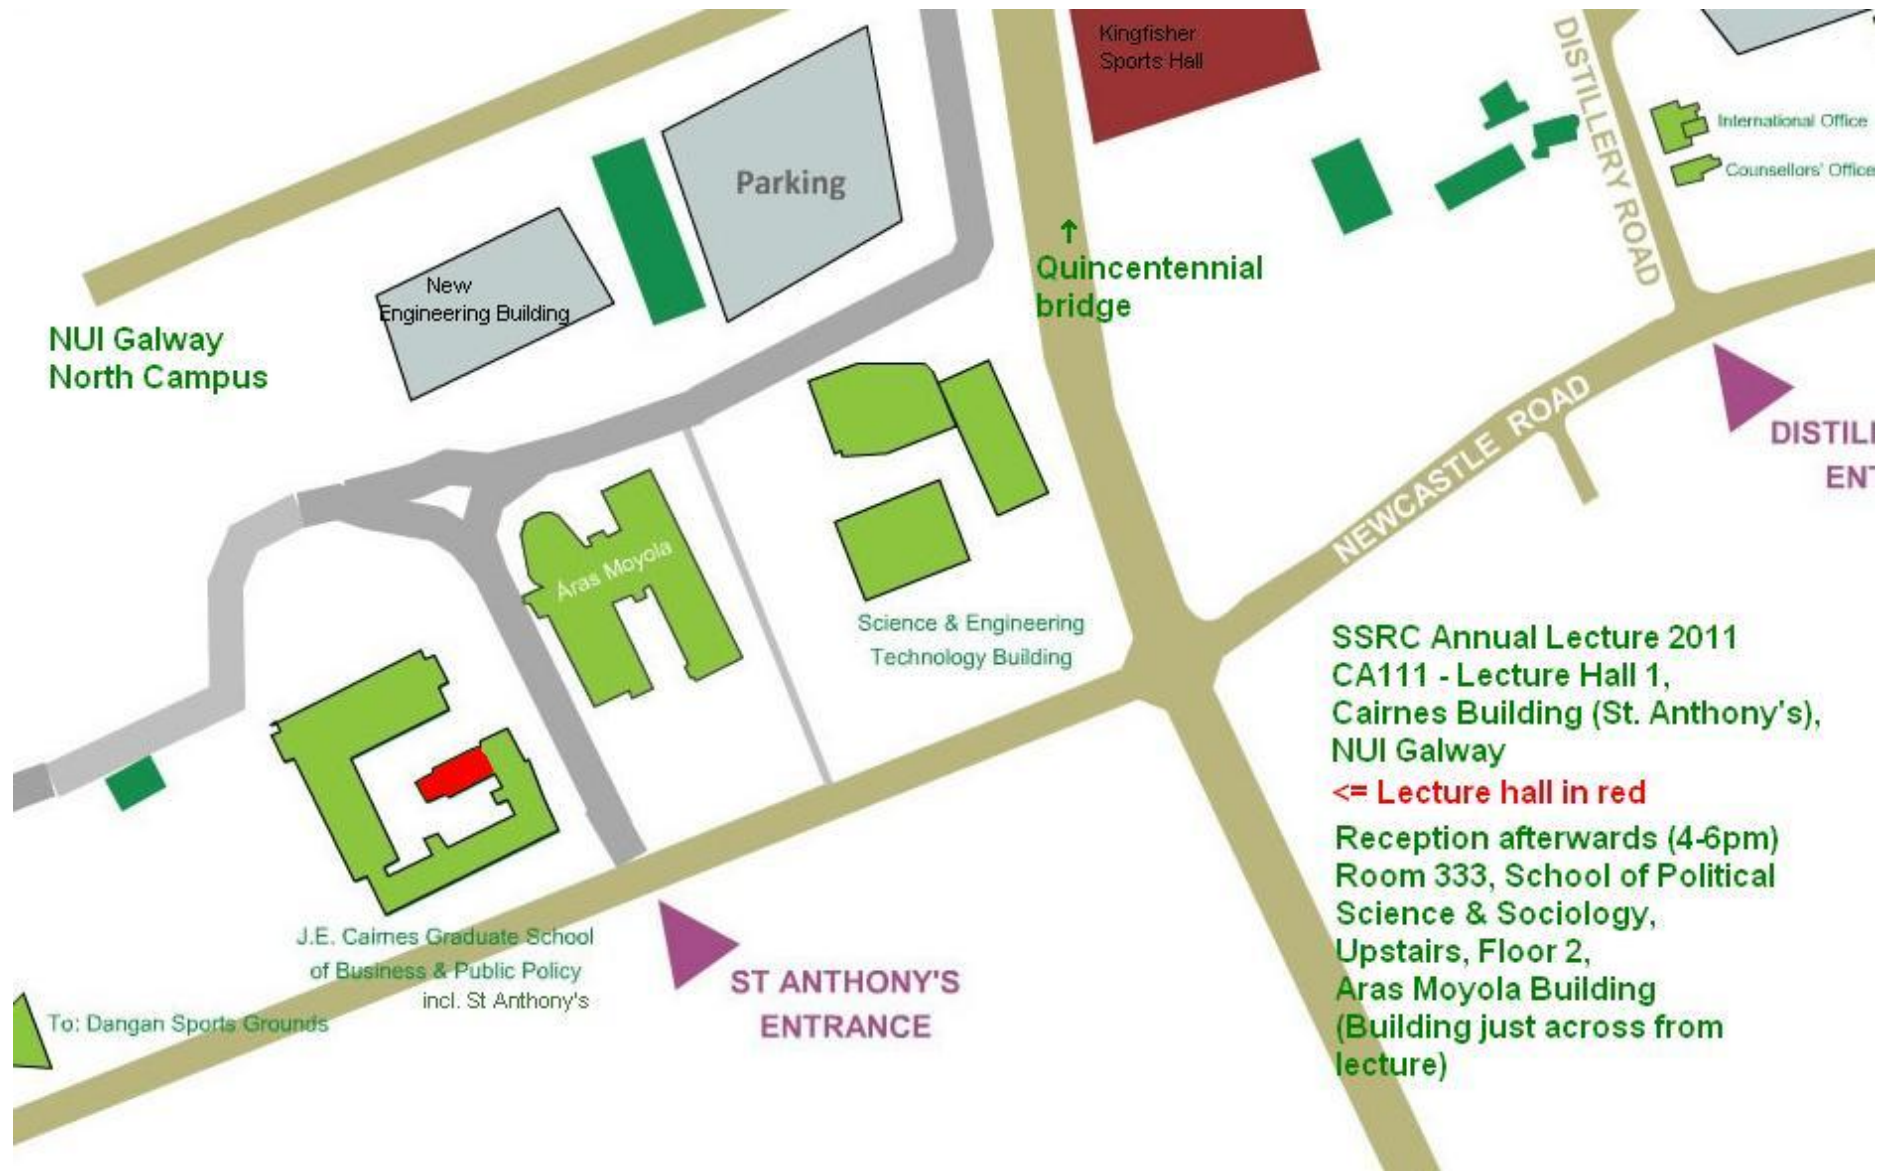 Kingfisher
Sports Hall
DISTILLERY ROAD
International Office
Counsellors' Office
Parking
↑
Quincentennial
bridge
New
Engineering Building
NUI Galway
North Campus
NEWCASTLE ROAD
DISTIL
ENT
Aras Moyola
Science & Engineering
Technology Building
SSRC Annual Lecture 2011
CA111 - Lecture Hall 1,
Cairnes Building (St. Anthony's),
NUI Galway
<= Lecture hall in red
Reception afterwards (4-6pm)
Room 333, School of Political
Science & Sociology,
Upstairs, Floor 2,
Aras Moyola Building
(Building just across from
lecture)
J.E. Cairnes Graduate School
of Business & Public Policy
incl. St Anthony's
ST ANTHONY'S
ENTRANCE
To: Dangan Sports Grounds